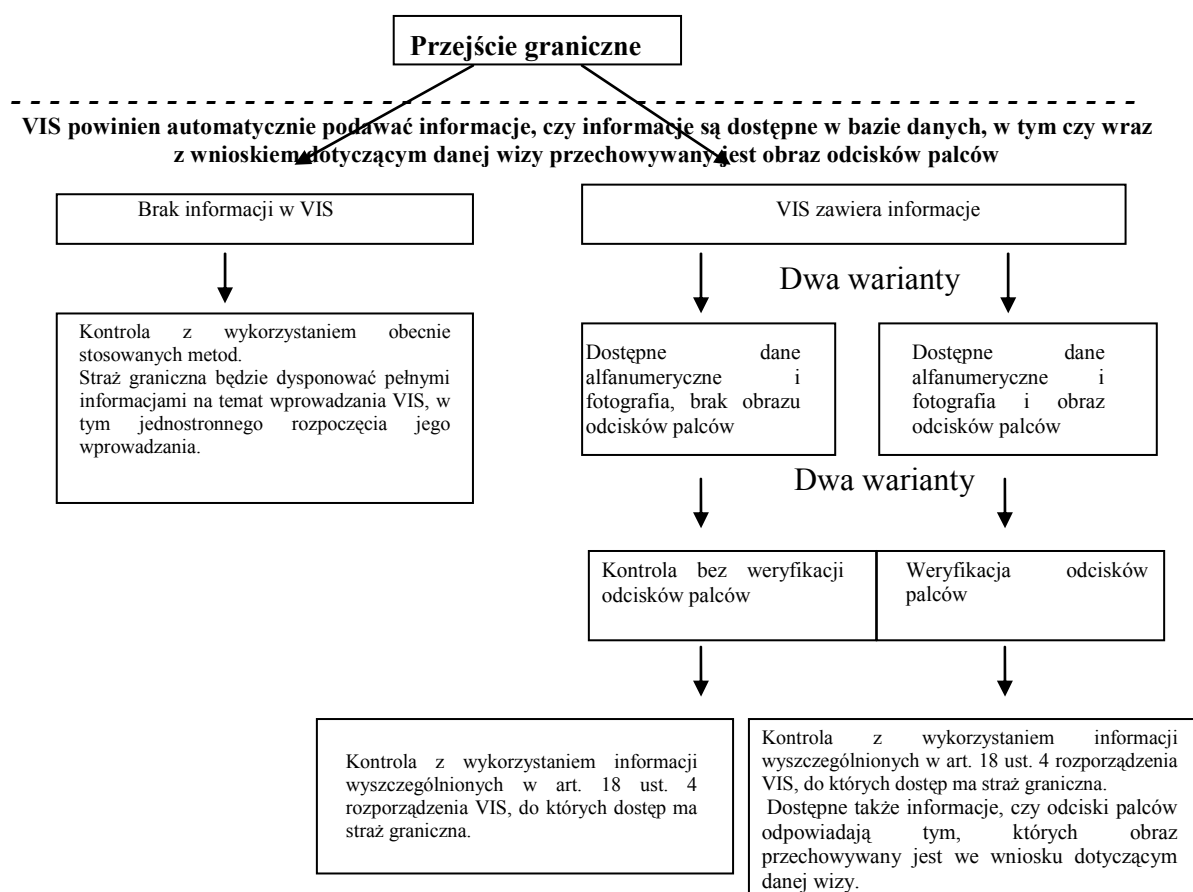 Przejście graniczne
VIS powinien automatycznie podawać informacje, czy informacje są dostępne w bazie danych, w tym czy wraz
z wnioskiem dotyczącym danej wizy przechowywany jest obraz odcisków palców
Brak informacji w VIS
VIS zawiera informacje
Dwa warianty
Kontrola z wykorzystaniem obecnie
stosowanych metod.
Straż graniczna będzie dysponować pełnymi
informacjami na temat wprowadzania VIS, w
tym jednostronnego rozpoczęcia jego
wprowadzania.
Dostępne dane
alfanumeryczne i
fotografia, brak obrazu
odcisków palców
Dostępne dane
alfanumeryczne i
fotografia i obraz
odcisków palców
Dwa warianty
Kontrola bez weryfikacji
odcisków palców
Weryfikacja odcisków
palców
Kontrola z wykorzystaniem informacji
wyszczególnionych w art. 18 ust. 4
rozporządzenia VIS, do których dostęp ma
straż graniczna.
Kontrola z wykorzystaniem informacji
wyszczególnionych w art. 18 ust. 4 rozporządzenia
VIS, do których dostęp ma straż graniczna.
Dostępne także informacje, czy odciski palców
odpowiadają tym, których obraz
przechowywany jest we wniosku dotyczącym
danej wizy.